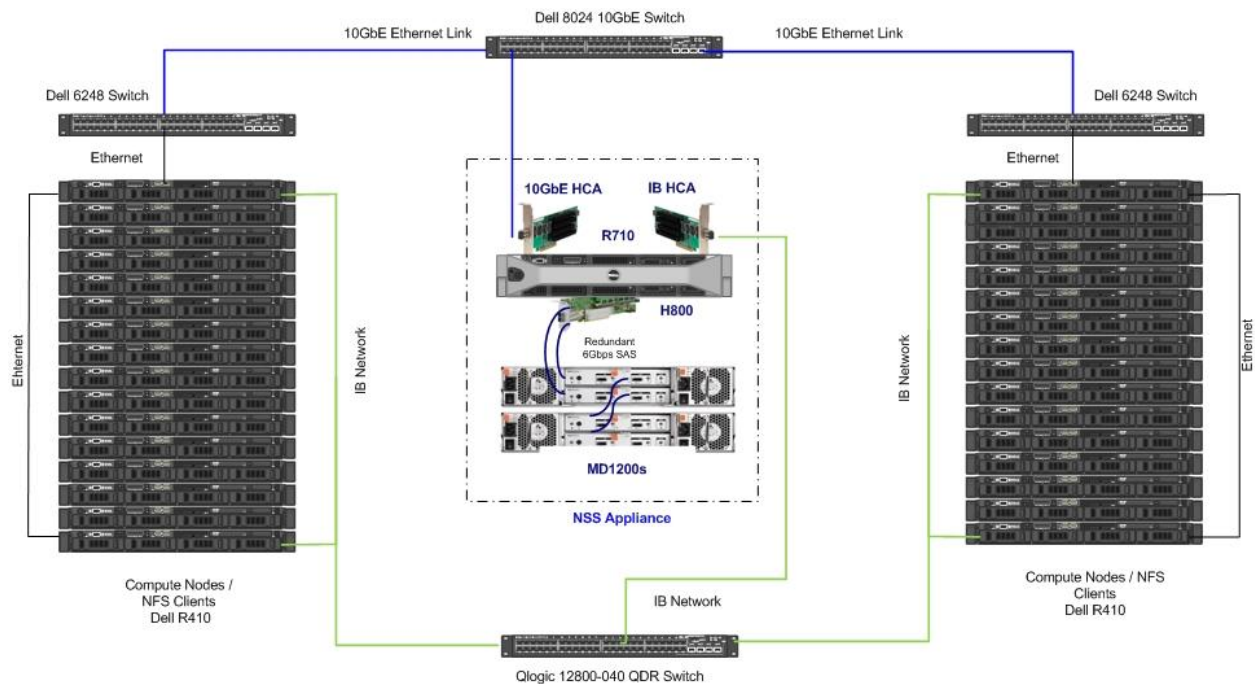 Dell 8024 10GbE Switch
10GbE Ethernet Link
10GbE Ethernet Link
Dell 6248 Switch
Dell 6248 Switch
Ethernet
Ethernet
10GbE HCA
IB HCA
R710
H800
Redundant
6Gbps SAS
MD1200s
NSS Appliance
Ehternet
IB Network
IB Network
Ethernet
Compute Nodes /
NFS Clients
Dell R410
Compute Nodes / NFS
Clients
Dell R410
IB Network
Qlogic 12800-040 QDR Switch